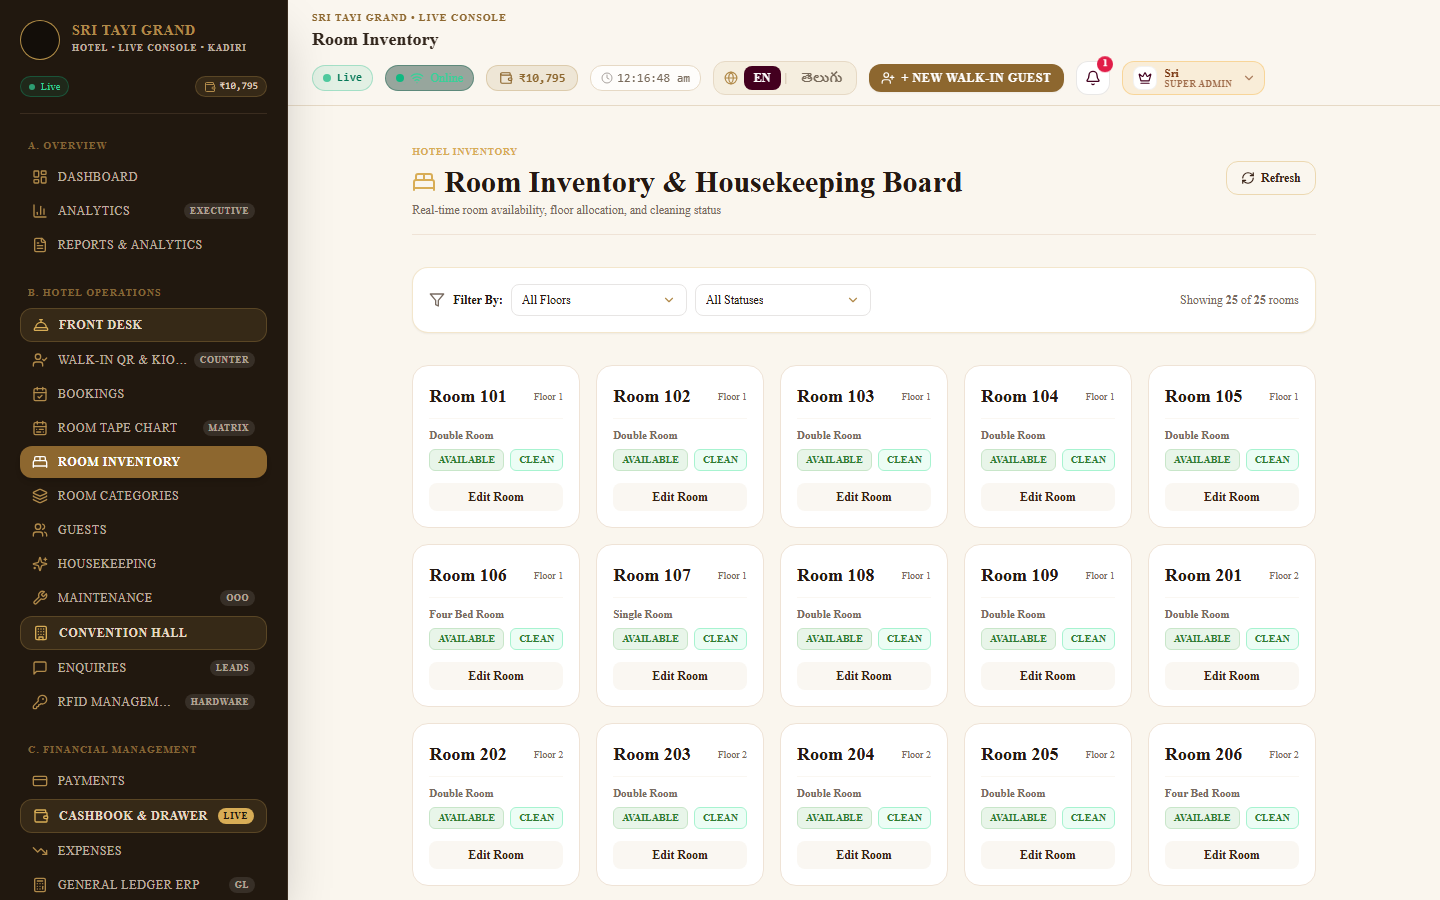 SRI TAYI GRAND
HOTEL • LIVE CONSOLE • KADIRI
Live
₹10,795
A. OVERVIEW
DASHBOARD
ANALYTICS
EXECUTIVE
REPORTS & ANALYTICS
B. HOTEL OPERATIONS
FRONT DESK
WALK-IN QR & KIO...
COUNTER
BOOKINGS
ROOM TAPE CHART
MATRIX
ROOM INVENTORY
ROOM CATEGORIES
GUESTS
HOUSEKEEPING
MAINTENANCE
OOO
CONVENTION HALL
ENQUIRIES
LEADS
RFID MANAGEM...
HARDWARE
C. FINANCIAL MANAGEMENT
PAYMENTS
CASHBOOK & DRAWER
LIVE
EXPENSES
GENERAL LEDGER ERP
GL
SRI TAYI GRAND • LIVE CONSOLE
Room Inventory
Live
₹10,795
12:16:48 am
EN
|
తెలుగు
+ NEW WALK-IN GUEST
1
Sri
SUPER ADMIN
HOTEL INVENTORY
Room Inventory & Housekeeping Board
Real-time room availability, floor allocation, and cleaning status
Refresh
Filter By:
All Floors
All Statuses
Showing 25 of 25 rooms
Room 101 Floor 1
Double Room
AVAILABLE CLEAN
Edit Room
Room 102 Floor 1
Double Room
AVAILABLE CLEAN
Edit Room
Room 103 Floor 1
Double Room
AVAILABLE CLEAN
Edit Room
Room 104 Floor 1
Double Room
AVAILABLE CLEAN
Edit Room
Room 105 Floor 1
Double Room
AVAILABLE CLEAN
Edit Room
Room 106 Floor 1
Four Bed Room
AVAILABLE CLEAN
Edit Room
Room 107 Floor 1
Single Room
AVAILABLE CLEAN
Edit Room
Room 108 Floor 1
Double Room
AVAILABLE CLEAN
Edit Room
Room 109 Floor 1
Double Room
AVAILABLE CLEAN
Edit Room
Room 201 Floor 2
Double Room
AVAILABLE CLEAN
Edit Room
Room 202 Floor 2
Double Room
AVAILABLE CLEAN
Edit Room
Room 203 Floor 2
Double Room
AVAILABLE CLEAN
Edit Room
Room 204 Floor 2
Double Room
AVAILABLE CLEAN
Edit Room
Room 205 Floor 2
Double Room
AVAILABLE CLEAN
Edit Room
Room 206 Floor 2
Four Bed Room
AVAILABLE CLEAN
Edit Room